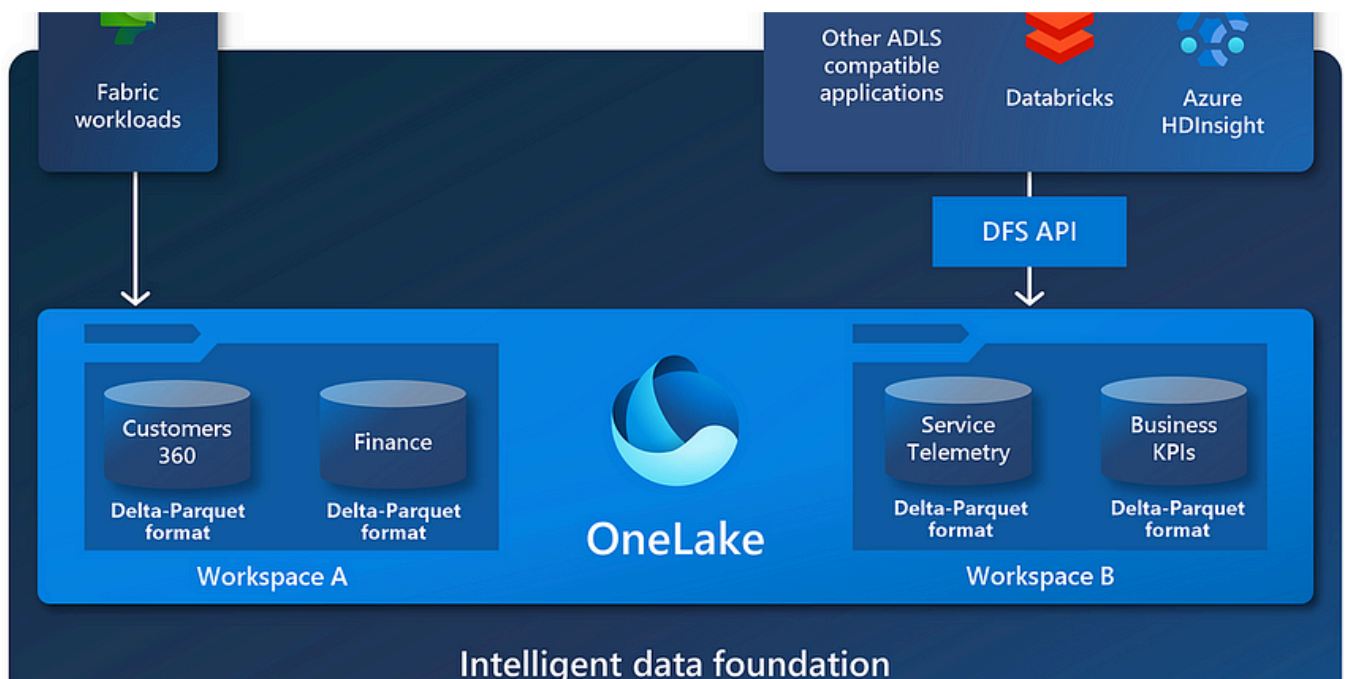 Fabric
workloads
Other ADLS
compatible
applications
Databricks
Azure
HDInsight
DFS API
Customers
360
Delta-Parquet
format
Finance
Delta-Parquet
format
Workspace A
OneLake
Service
Telemetry
Delta-Parquet
format
Business
KPIs
Delta-Parquet
format
Workspace B
Intelligent data foundation